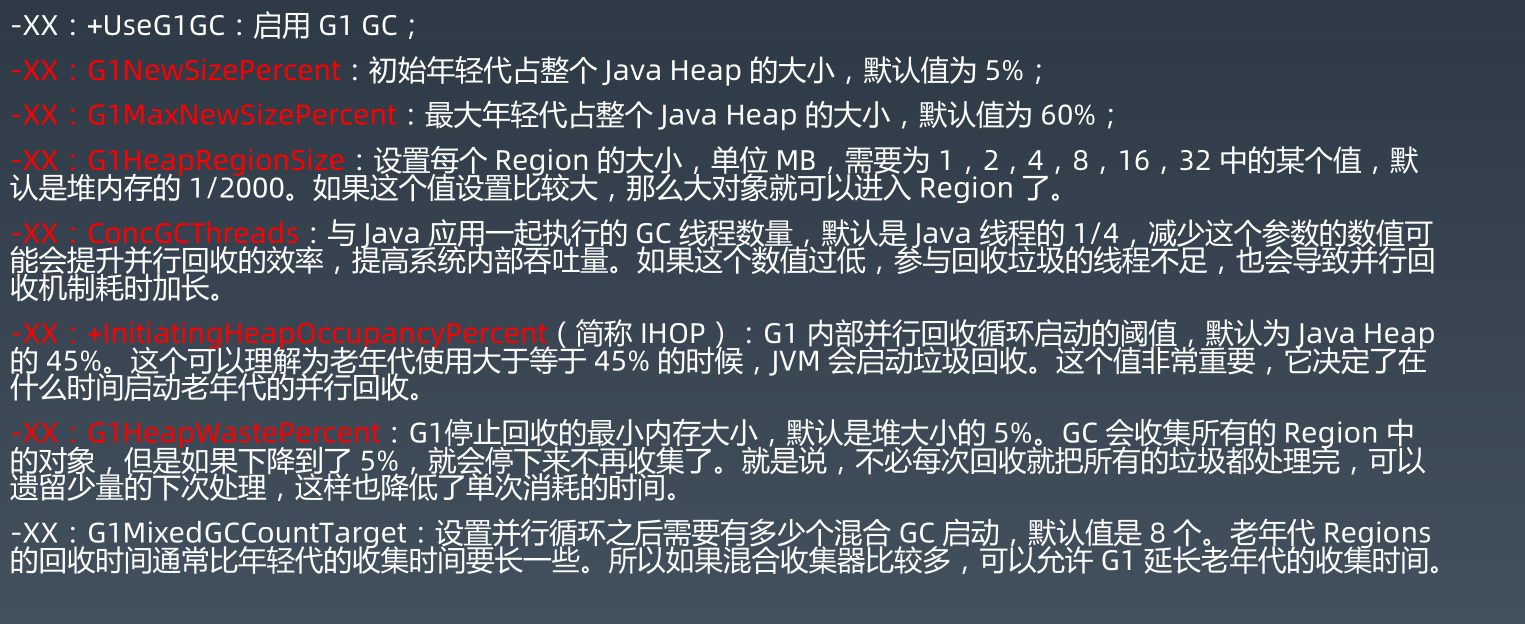 -XX：+UseG1GC：启用 G1 GC；
-XX：G1NewSizePercent：初始年轻代占整个 Java Heap 的大小，默认值为 5%；
-XX：G1MaxNewSizePercent：最大年轻代占整个 Java Heap 的大小，默认值为 60%；
-XX：G1HeapRegionSize：设置每个 Region 的大小，单位 MB，需要为 1，2，4，8，16，32 中的某个值，默
认是堆内存的 1/2000。如果这个值设置比较大，那么大对象就可以进入 Region 了。
-XX：ConcGCThreads：与 Java 应用一起执行的 GC 线程数量，默认是 Java 线程的 1/4，减少这个参数的数值可
能会提升并行回收的效率，提高系统内部吞吐量。如果这个数值过低，参与回收垃圾的线程不足，也会导致并行回
收机制耗时加长。
-XX：+InitiatingHeapOccupancyPercent（简称 IHOP）：G1 内部并行回收循环启动的阈值，默认为 Java Heap
的 45%。这个可以理解为老年代使用大于等于 45% 的时候，JVM 会启动垃圾回收。这个值非常重要，它决定了在
什么时间启动老年代的并行回收。
-XX：G1HeapWastePercent：G1停止回收的最小内存大小，默认是堆大小的 5%。GC 会收集所有的 Region 中
的对象，但是如果下降到了 5%，就会停下来不再收集了。就是说，不必每次回收就把所有的垃圾都处理完，可以
遗留少量的下次处理，这样也降低了单次消耗的时间。
-XX：G1MixedGCCountTarget：设置并行循环之后需要有多少个混合 GC 启动，默认值是 8 个。老年代 Regions
的回收时间通常比年轻代的收集时间要长一些。所以如果混合收集器比较多，可以允许 G1 延长老年代的收集时间。